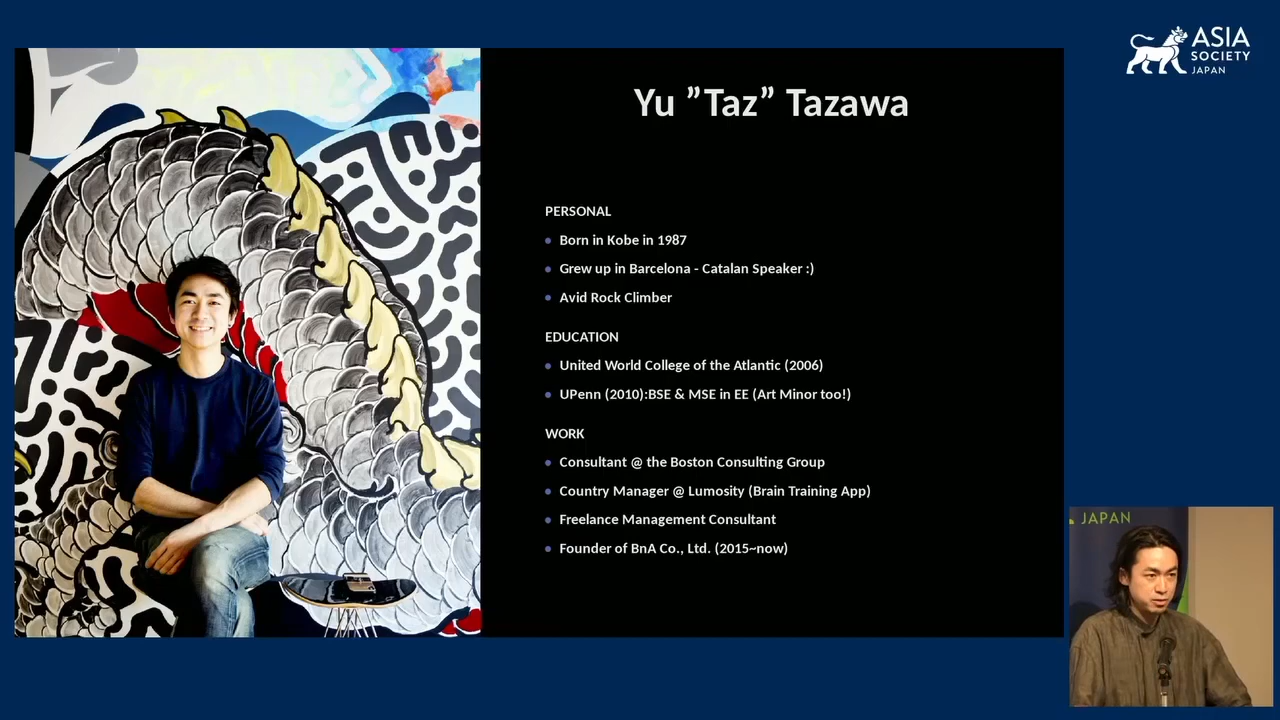 ASIA
SOCIETY
JAPAN
Yu ”Taz” Tazawa
PERSONAL
Born in Kobe in 1987
Grew up in Barcelona - Catalan Speaker :)
Avid Rock Climber
EDUCATION
United World College of the Atlantic (2006)
UPenn (2010):BSE & MSE in EE (Art Minor too!)
WORK
Consultant @ the Boston Consulting Group
Country Manager @ Lumosity (Brain Training App)
Freelance Management Consultant
Founder of BnA Co., Ltd. (2015~now)
JAPAN